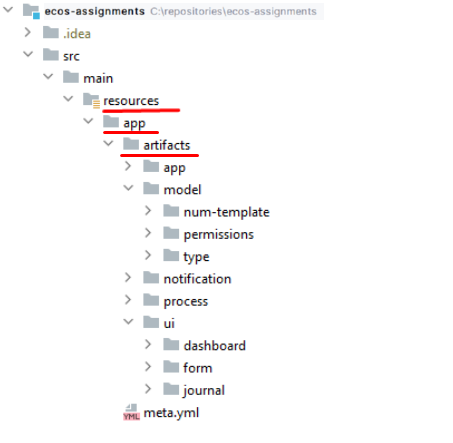 ecos-assignments C:\repositories\ecos-assignments
.idea
src
main
resources
app
artifacts
app
model
num-template
permissions
type
notification
process
ui
dashboard
form
journal
YML meta.yml